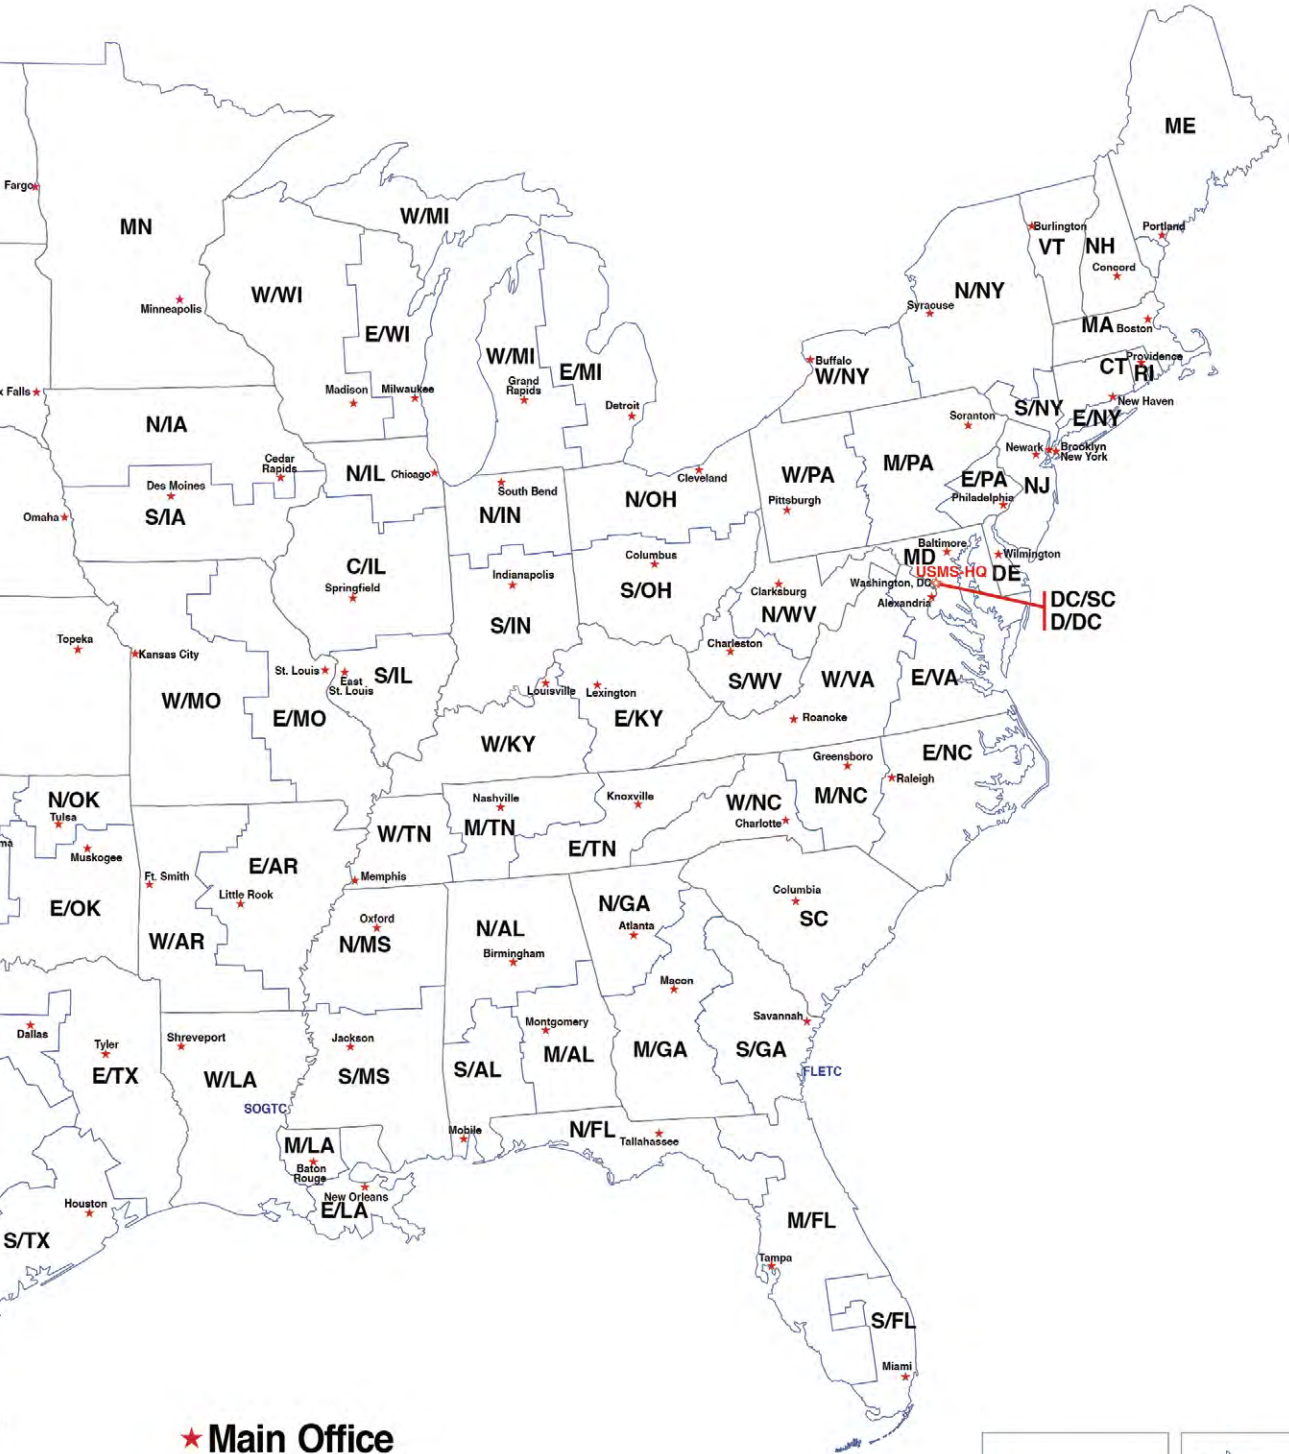 ME
Fargo
W/MI
Burlington
Portland
MN
VT
NH
Concord
W/WI
N/NY
Minneapolis
Syraouse
MA Boston
E/WI
W/MI
Buffalo
Providence
E/MI
W/NY
CT
RI
Grand
Rapids
x Falls
Madison
Milwaukee
New Haven
Detroit
S/NY
Soranton
E/NY
N/IA
Newark
Brooklyn
New York
Cedar
Rapids
N/IL
Chioago
M/PA
W/PA
Cleveland
E/PA
NJ
Des Moines
South Bend
N/OH
Pittsburgh
Philadelphia
Omaha
S/IA
N/IN
Baltimore
Wilmington
MD
Columbus
C/IL
USMS-HQ
DE
Indianapolis
Washington, DC
Springfield
S/OH
Clarksburg
DC/SC
Alexandria
N/WV
D/DC
S/IN
Topeka
Charleston
Kansas City
St. Louis
S/IL
East
St. Louis
S/WV
W/VA
E/VA
Louisville
Lexington
W/MO
E/MO
E/KY
Roanoke
W/KY
E/NC
Greensboro
Raleigh
N/OK
Nashville
Knoxville
M/NC
W/NC
Tulsa
Charlotte
M/TN
W/TN
ma
E/TN
Muskogee
E/AR
Ft. Smith
Memphis
Little Rook
Columbia
E/OK
N/GA
Oxford
SC
Atlanta
N/AL
W/AR
N/MS
Birmingham
Macon
Savannah
Montgomery
Dallas
Shreveport
Jackson
Tyler
M/GA
S/GA
M/AL
S/AL
E/TX
W/LA
S/MS
FLETC
SOGTC
Mobile
N/FL
Tallahassee
M/LA
Baton
Rouge
New Orleans
Houston
E/LA
M/FL
S/TX
Tampa
S/FL
Miami
Main Office